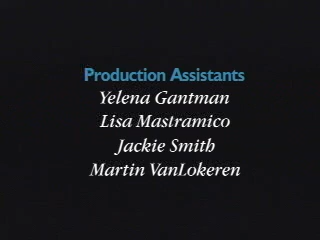 Production Assistants
Yelena Gantman
Lisa Mastramico
Jackie Smith
Martin VanLokeren